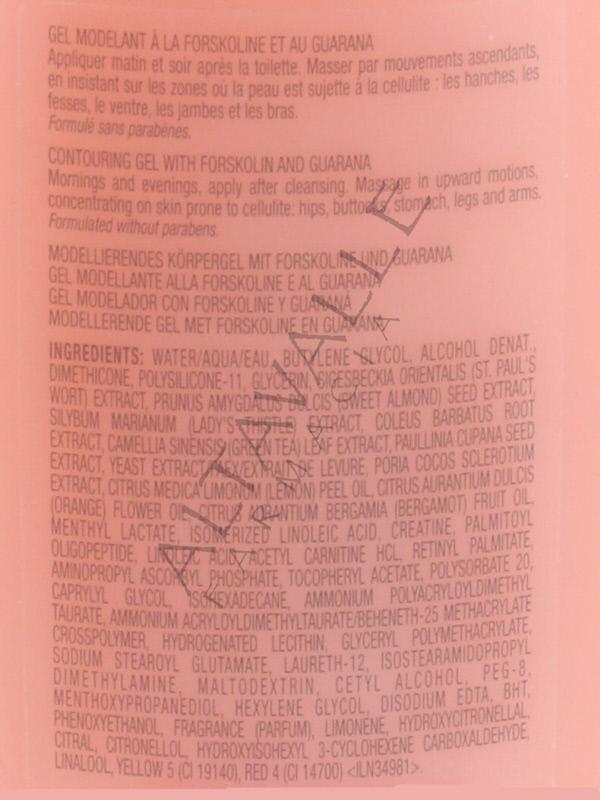 GEL MODELANT À LA FORSKOLINE ET AU GUARANA
Appliquer matin et soir après la toilette. Masser par mouvements ascendants,
en insistant sur les zones où la peau est sujette à la cellulite : les hanches, les
fesses, le ventre, les jambes et les bras.
Formulé sans parabènes.
CONTOURING GEL WITH FORSKOLIN AND GUARANA
Mornings and evenings, apply after cleansing. Massage in upward motions,
concentrating on skin prone to cellulite: hips, buttocks, stomach, legs and arms.
Formulated without parabens.
MODELLIERENDES KÖRPERGEL MIT FORSKOLINE UND GUARANA
GEL MODELLANTE ALLA FORSKOLINE E AL GUARANA
GEL MODELADOR CON FORSKOLINE Y GUARANÁ
MODELLERENDE GEL MET FORSKOLINE EN GUARANA
INGREDIENTS: WATER/AQUA/EAU, BUTYLENE GLYCOL, ALCOHOL DENAT.,
DIMETHICONE, POLYSILICONE-11, GLYCERIN, SIGESBECKIA ORIENTALIS (ST. PAUL'S
WORT) EXTRACT, PRUNUS AMYGDALUS DULCIS (SWEET ALMOND) SEED EXTRACT,
SILYBUM MARIANUM (LADY'S THISTLE) EXTRACT, COLEUS BARBATUS ROOT
EXTRACT, CAMELLIA SINENSIS (GREEN TEA) LEAF EXTRACT, PAULLINIA CUPANA SEED
EXTRACT, YEAST EXTRACT/FAEX/EXTRAIT DE LEVURE, PORIA COCOS SCLEROTIUM
EXTRACT, CITRUS MEDICA LIMONUM (LEMON) PEEL OIL, CITRUS AURANTIUM DULCIS
(ORANGE) FLOWER OIL, CITRUS AURANTIUM BERGAMIA (BERGAMOT) FRUIT OIL,
MENTHYL LACTATE, ISOMERIZED LINOLEIC ACID, CREATINE, PALMITOYL
OLIGOPEPTIDE, LINOLEIC ACID, ACETYL CARNITINE HCL, RETINYL PALMITATE,
AMINOPROPYL ASCORBYL PHOSPHATE, TOCOPHERYL ACETATE, POLYSORBATE 20,
CAPRYLYL GLYCOL, ISOHEXADECANE, AMMONIUM POLYACRYLOYLDIMETHYL
TAURATE, AMMONIUM ACRYLOYLDIMETHYLTAURATE/BEHENETH-25 METHACRYLATE
CROSSPOLYMER, HYDROGENATED LECITHIN, GLYCERYL POLYMETHACRYLATE,
SODIUM STEAROYL GLUTAMATE, LAURETH-12, ISOSTEARAMIDOPROPYL
DIMETHYLAMINE, MALTODEXTRIN, CETYL ALCOHOL, PEG-8,
MENTHOXYPROPANEDIOL, HEXYLENE GLYCOL, DISODIUM EDTA, BHT,
PHENOXYETHANOL, FRAGRANCE (PARFUM), LIMONENE, HYDROXYCITRONELLAL,
CITRAL, CITRONELLOL, HYDROXYISOHEXYL 3-CYCLOHEXENE CARBOXALDEHYDE,
LINALOOL, YELLOW 5 (CI 19140), RED 4 (CI 14700) <ILN34981>.
ALTAVALLE
FARMACIA